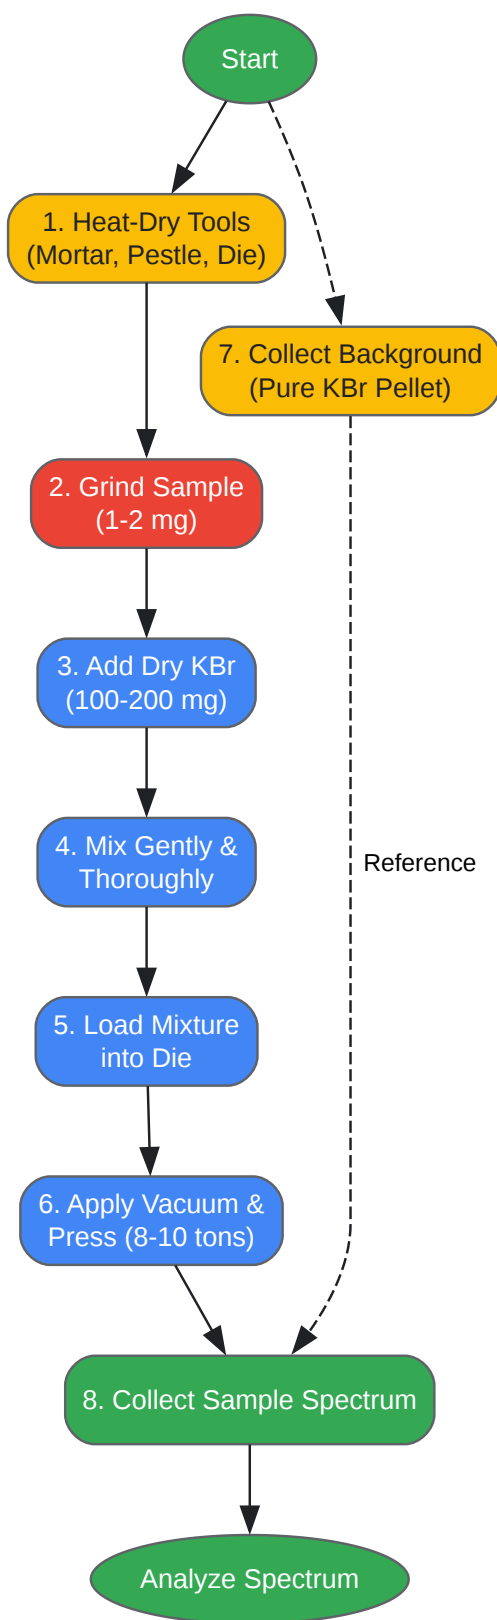 Start
1. Heat-Dry Tools
(Mortar, Pestle, Die)
7. Collect Background
(Pure KBr Pellet)
2. Grind Sample
(1-2 mg)
3. Add Dry KBr
(100-200 mg)
4. Mix Gently &
Thoroughly
Reference
5. Load Mixture
into Die
6. Apply Vacuum &
Press (8-10 tons)
8. Collect Sample Spectrum
Analyze Spectrum